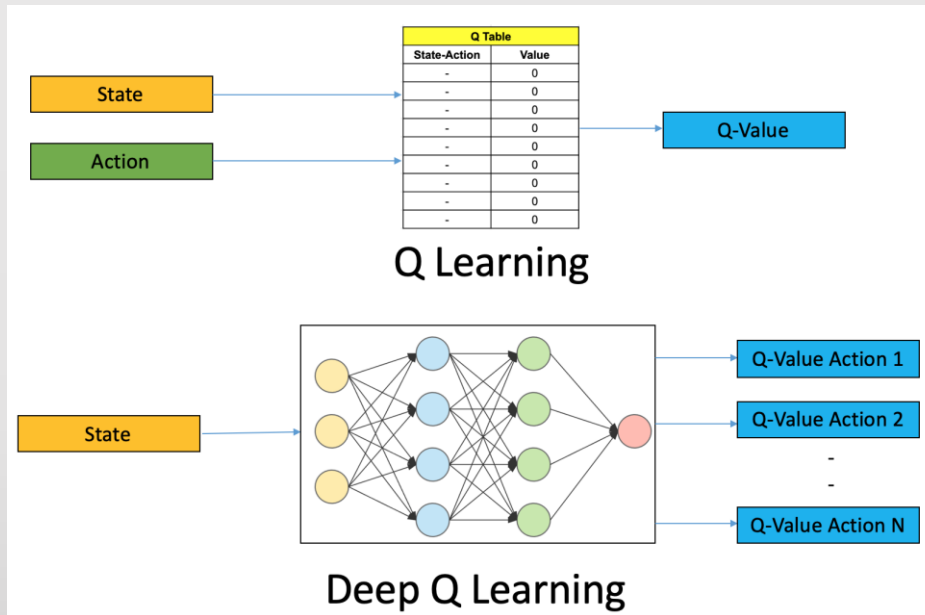 Q Table
State-Action Value
- 0
- 0
- 0
- 0
- 0
- 0
- 0
- 0
- 0
State
Action
Q-Value
Q Learning
State
Q-Value Action 1
Q-Value Action 2
-
-
Q-Value Action N
Deep Q Learning